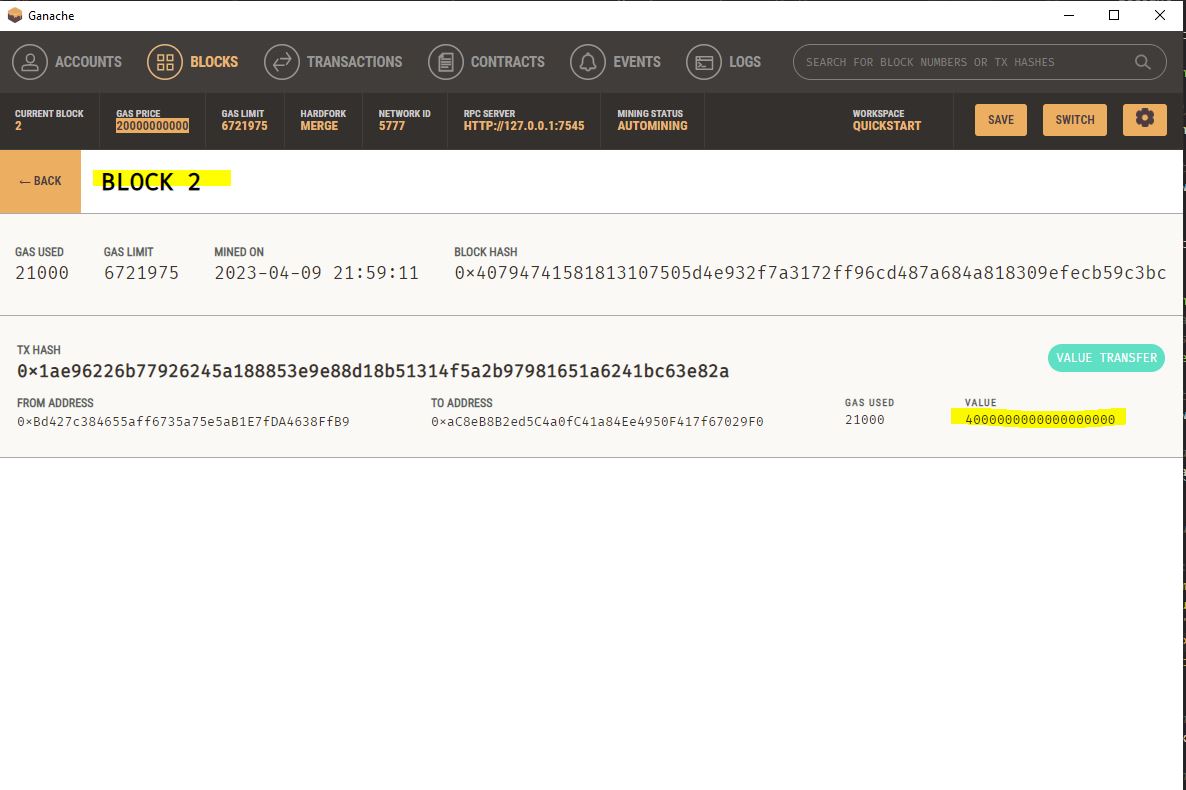 Ganache
ACCOUNTS BLOCKS TRANSACTIONS CONTRACTS EVENTS LOGS SEARCH FOR BLOCK NUMBERS OR TX HASHES
CURRENT BLOCK GAS PRICE GAS LIMIT HARDFORK NETWORK ID RPC SERVER MINING STATUS WORKSPACE
2 20000000000 6721975 MERGE 5777 HTTP://127.0.0.1:7545 AUTOMINING QUICKSTART SAVE SWITCH
← BACK BLOCK 2
GAS USED GAS LIMIT MINED ON BLOCK HASH
21000 6721975 2023-04-09 21:59:11 0×40794741581813107505d4e932f7a3172ff96cd487a684a818309efecb59c3bc
TX HASH
0×1ae96226b77926245a188853e9e88d18b51314f5a2b97981651a6241bc63e82a VALUE TRANSFER
FROM ADDRESS TO ADDRESS GAS USED VALUE
0×Bd427c384655aff6735a75e5aB1E7fDA4638FfB9 0×aC8eB8B2ed5C4a0fC41a84Ee4950F417f67029F0 21000 4000000000000000000